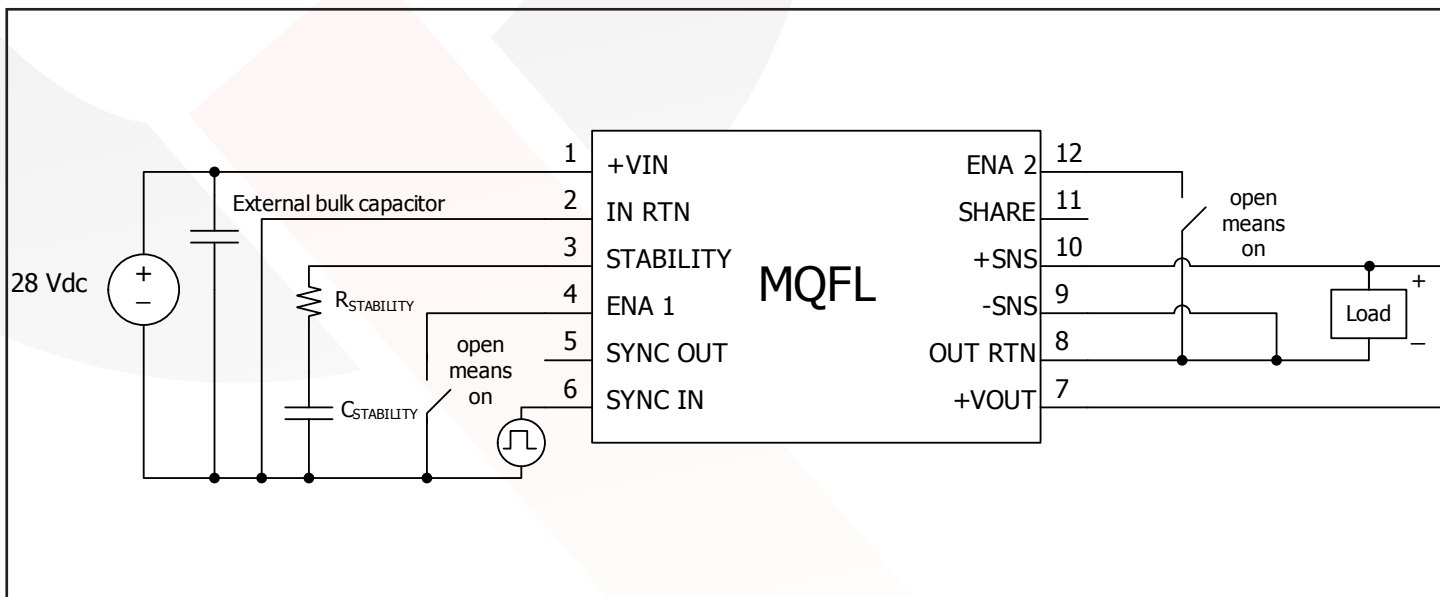 28 Vdc
+
−
External bulk capacitor
RSTABILITY
CSTABILITY
open
means
on
1
2
3
4
5
6
+VIN
IN RTN
STABILITY
ENA 1
SYNC OUT
SYNC IN
MQFL
ENA 2
SHARE
+SNS
-SNS
OUT RTN
+VOUT
12
11
10
9
8
7
open
means
on
+
Load
−